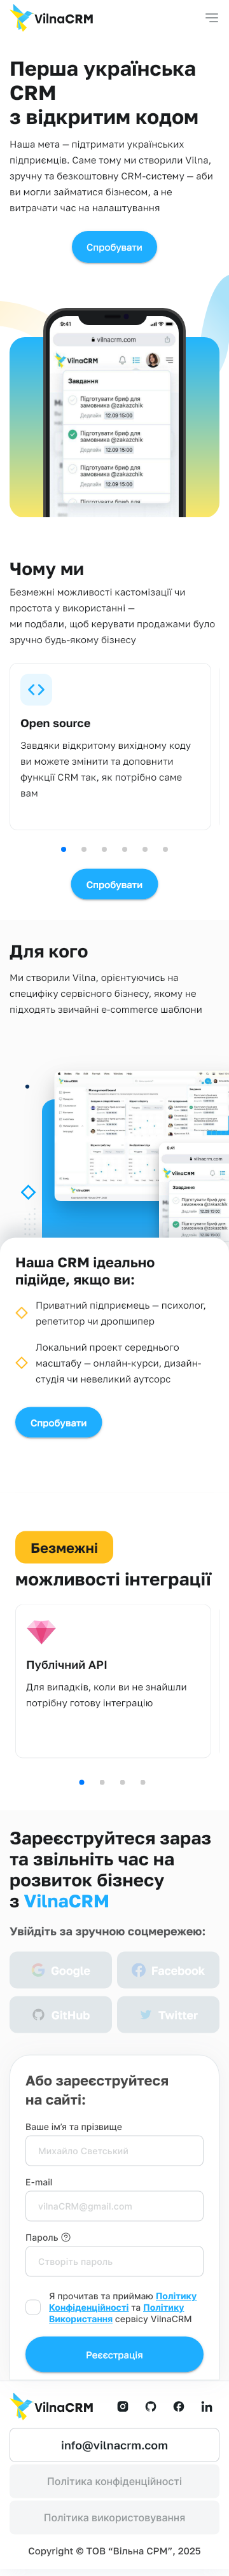 VilnaCRM
Перша українська
CRM
з відкритим кодом
Наша мета — підтримати українських
підприємців. Саме тому ми створили Vilna,
зручну та безкоштовну CRM-систему — аби
ви могли займатися бізнесом, а не
витрачати час на налаштування
Спробувати
9:41
vilnacrm.com
VilnaCRM
Завдання
Підготувати бриф для
замовника @zakazchik
Дедлайн 12.09 15:00
Підготувати бриф для
замовника @zakazchik
Дедлайн 12.09 15:00
Підготувати бриф для
замовника @zakazchik
Дедлайн 12.09 15:00
Підготувати бриф для
Чому ми
Безмежні можливості кастомізації чи
простота у використанні —
ми подбали, щоб керувати продажами було
зручно будь-якому бізнесу
Open source
Завдяки відкритому вихідному коду
ви можете змінити та доповнити
функції CRM так, як потрібно саме
вам
Спробувати
Для кого
Ми створили Vilna, орієнтуючись на
специфіку сервісного бізнесу, якому не
підходять звичайні e-commerce шаблони
VilnaCRM
9:41
vilnacrm.com
VilnaCRM
Завдання
Підготувати бриф для
замовника @zakazchik
Дедлайн 12.09 15:00
Підготувати бриф для
замовника @zakazchik
Наша CRM ідеально
підійде, якщо ви:
Приватний підприємець — психолог,
репетитор чи дропшипер
Локальний проект середнього
масштабу — онлайн-курси, дизайн-
студія чи невеликий аутсорс
Спробувати
Безмежні
можливості інтеграції
Публічний API
Для випадків, коли ви не знайшли
потрібну готову інтеграцію
Зареєструйтеся зараз
та звільніть час на
розвиток бізнесу
з VilnaCRM
Увійдіть за зручною соцмережею:
Google
Facebook
GitHub
Twitter
Або зареєструйтеся
на сайті:
Ваше ім’я та прізвище
Михайло Светський
E-mail
vilnaCRM@gmail.com
Пароль
Створіть пароль
Я прочитав та приймаю Політику
Конфіденційності та Політику
Використання сервісу VilnaCRM
Реєєстрація
VilnaCRM
info@vilnacrm.com
Політика конфіденційності
Політика використовування
Copyright © ТОВ “Вільна СРМ”, 2025